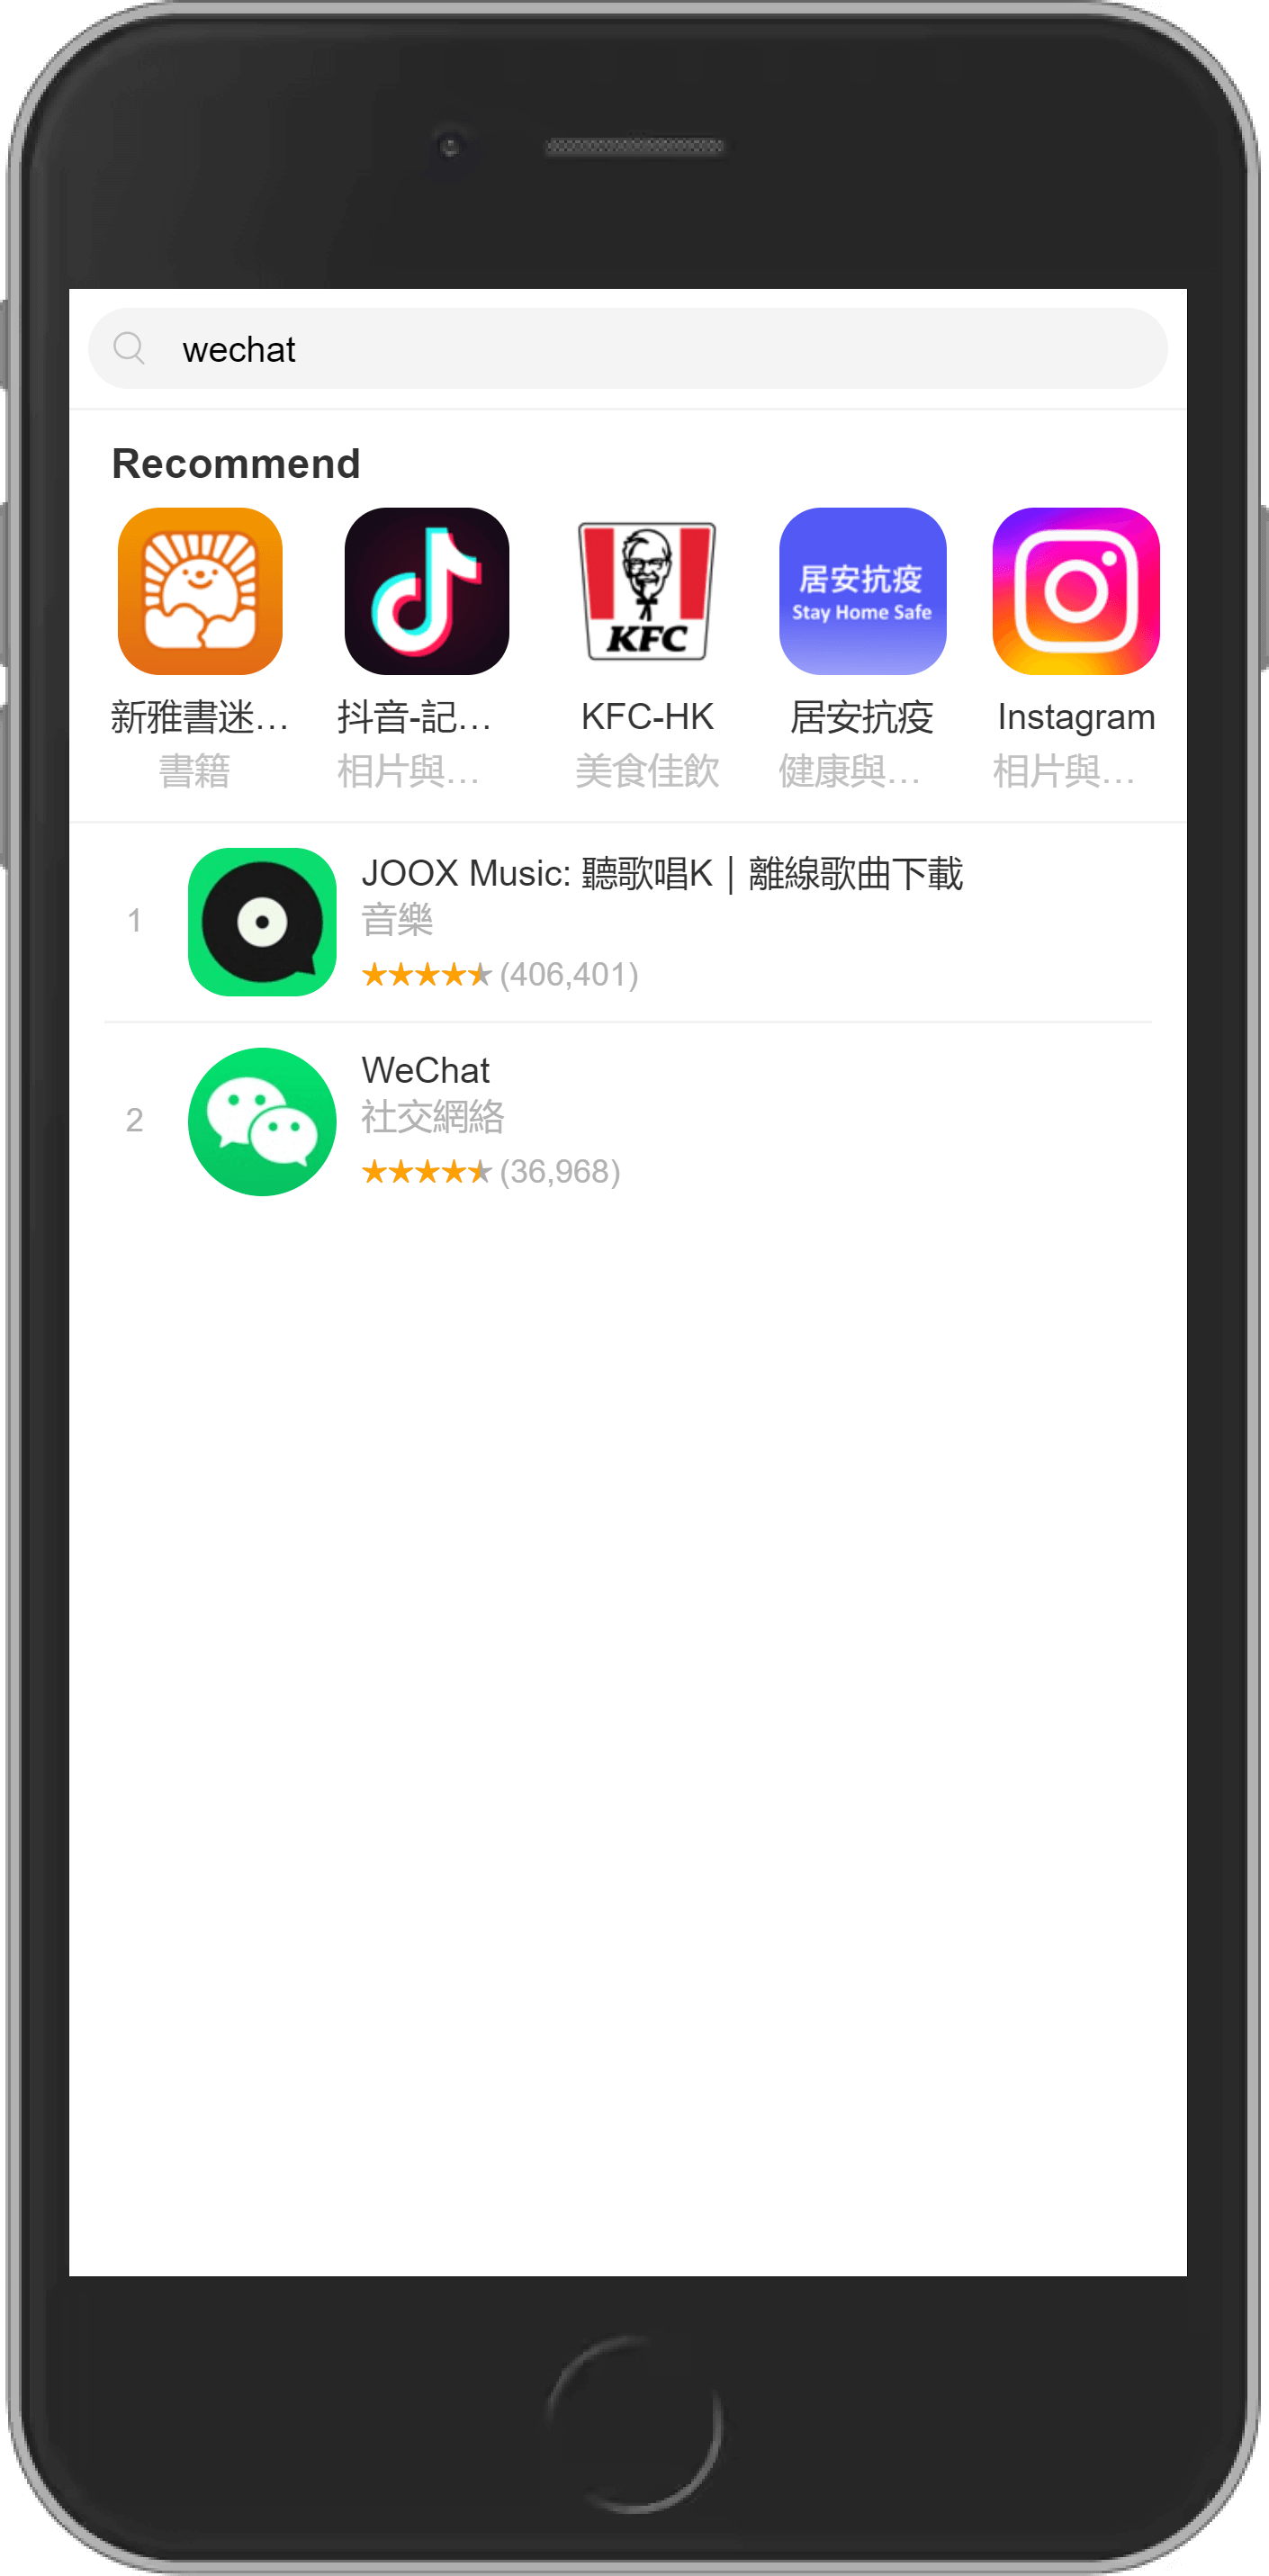 wechat
Recommend
居安抗疫
Stay Home Safe
KFC
新雅書迷…
抖音-記…
KFC-HK
居安抗疫
Instagram
書籍
相片與…
美食佳飲
健康與…
相片與…
1
JOOX Music: 聽歌唱K｜離線歌曲下載
音樂
(406,401)
2
WeChat
社交網絡
(36,968)